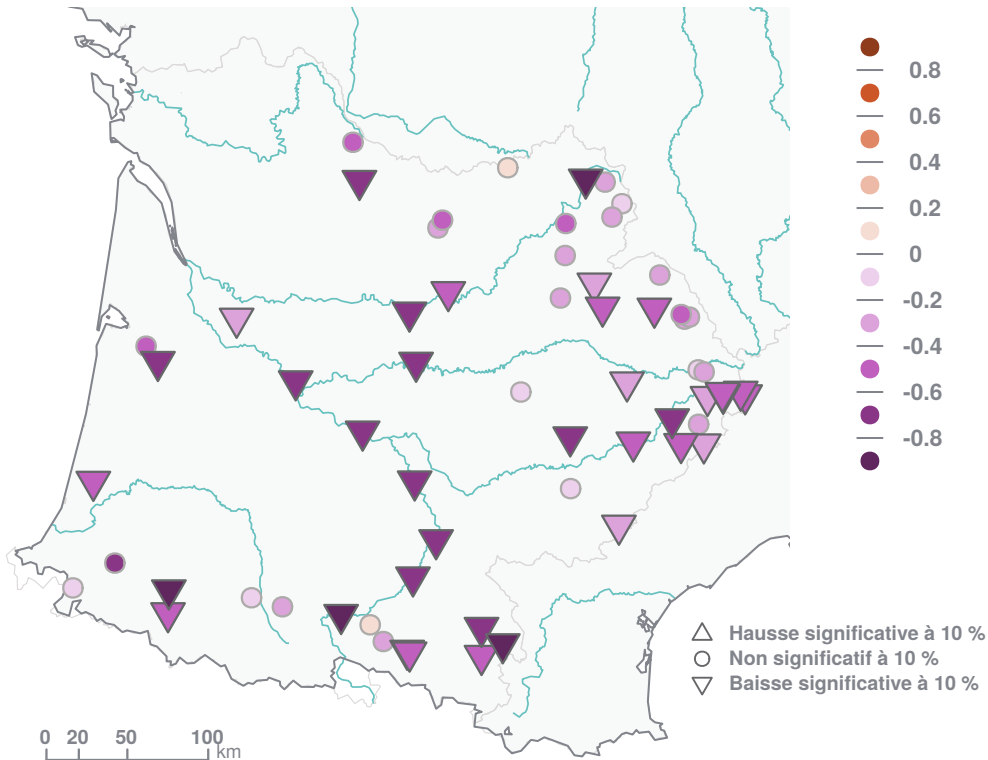 0.8
0.6
0.4
0.2
0
-0.2
-0.4
-0.6
-0.8
Hausse significative à 10 %
Non significatif à 10 %
Baisse significative à 10 %
0 20 50 100
km